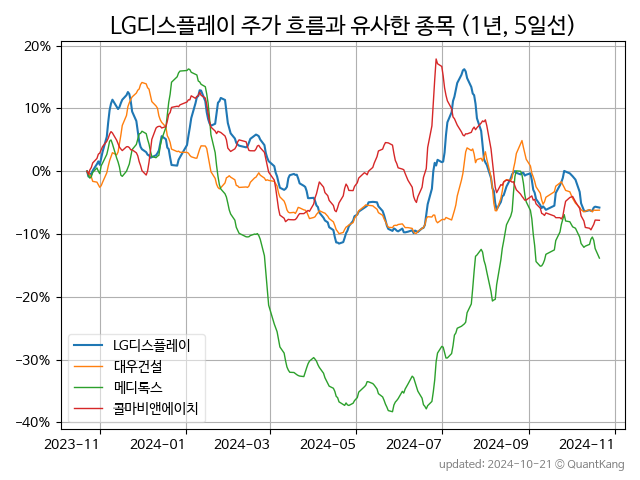 LG디스플레이 주가 흐름과 유사한 종목 (1년, 5일선)
20%
10%
0%
−10%
−20%
−30%
−40%
LG디스플레이
대우건설
메디톡스
콜마비앤에이치
2023-11 2024-01 2024-03 2024-05 2024-07 2024-09 2024-11
updated: 2024-10-21 © QuantKang